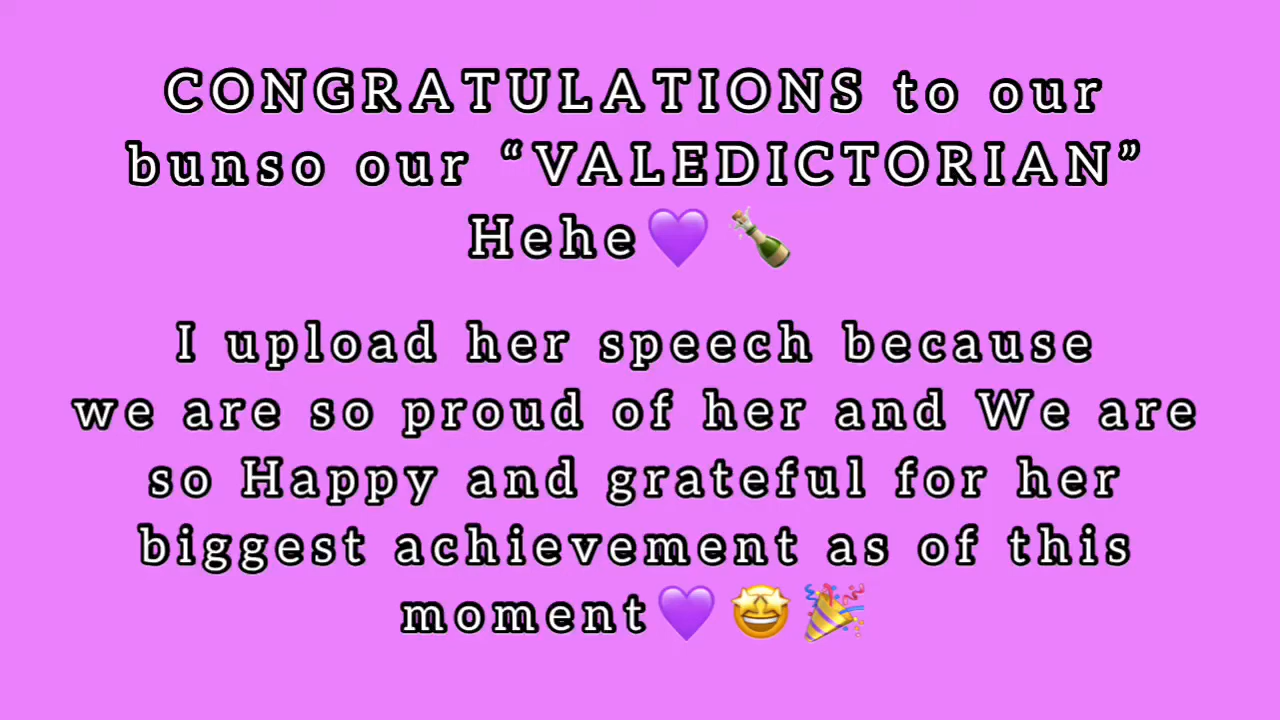 CONGRATULATIONS to our
bunso our “VALEDICTORIAN”
Hehe💜🍾
I upload her speech because
we are so proud of her and We are
so Happy and grateful for her
biggest achievement as of this
moment💜🤩🎉